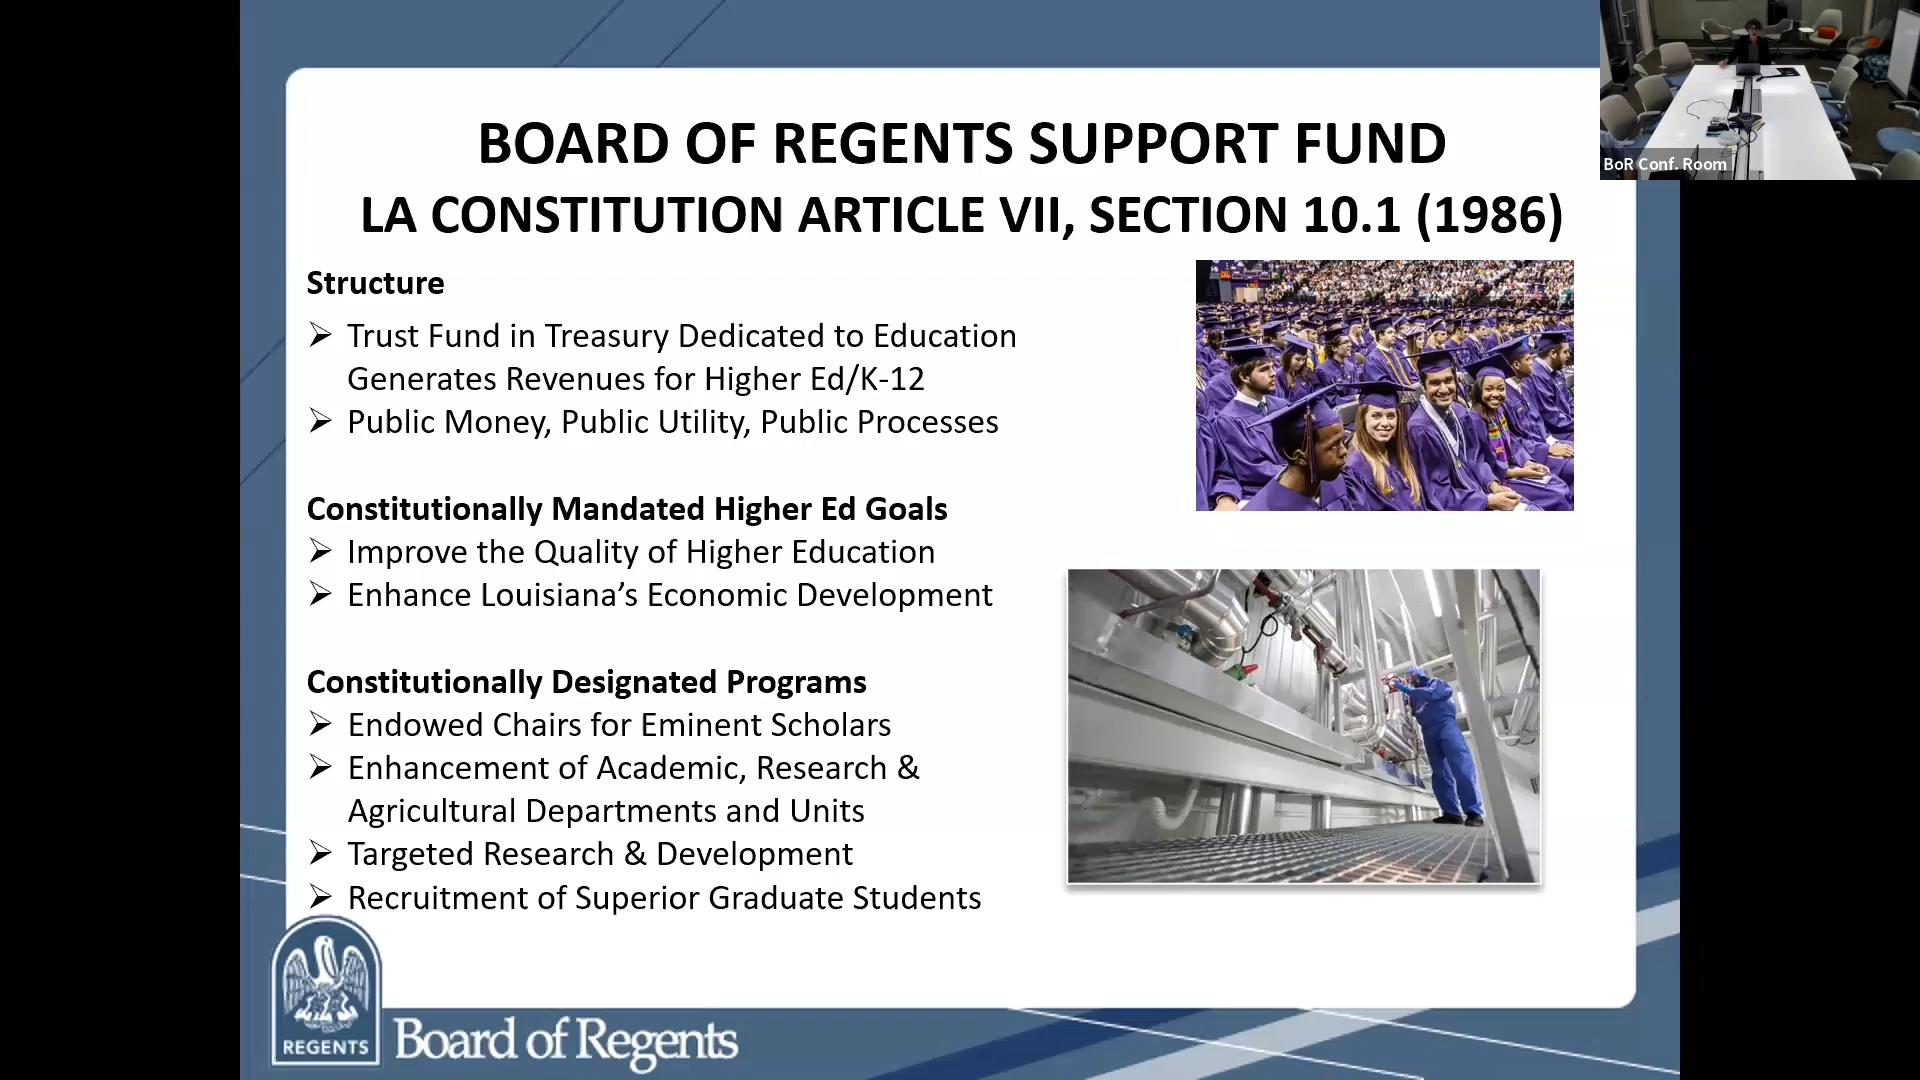 BOARD OF REGENTS SUPPORT FUND
LA CONSTITUTION ARTICLE VII, SECTION 10.1 (1986)
Structure
Trust Fund in Treasury Dedicated to Education
Generates Revenues for Higher Ed/K-12
Public Money, Public Utility, Public Processes
Constitutionally Mandated Higher Ed Goals
Improve the Quality of Higher Education
Enhance Louisiana’s Economic Development
Constitutionally Designated Programs
Endowed Chairs for Eminent Scholars
Enhancement of Academic, Research &
Agricultural Departments and Units
Targeted Research & Development
Recruitment of Superior Graduate Students
REGENTS
Board of Regents
BoR Conf. Room